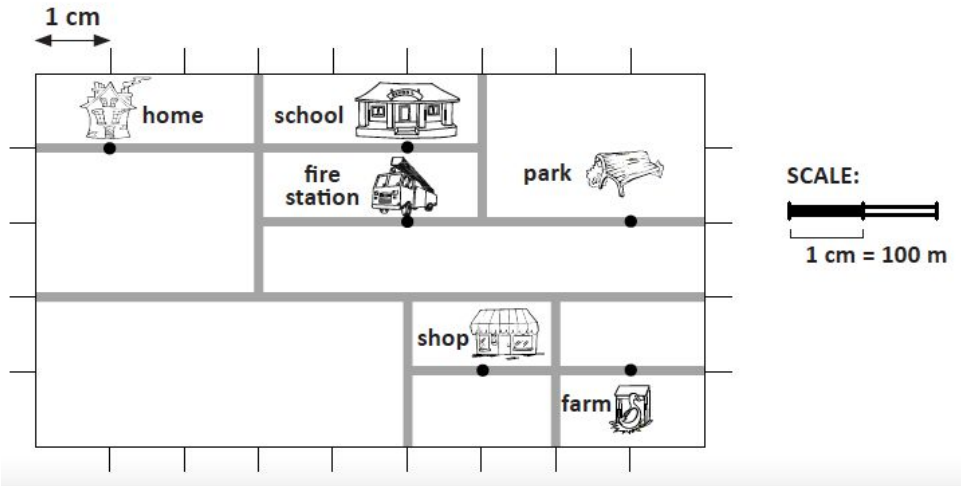 1 cm
home
school
fire
station
park
SCALE:
1 cm = 100 m
shop
farm